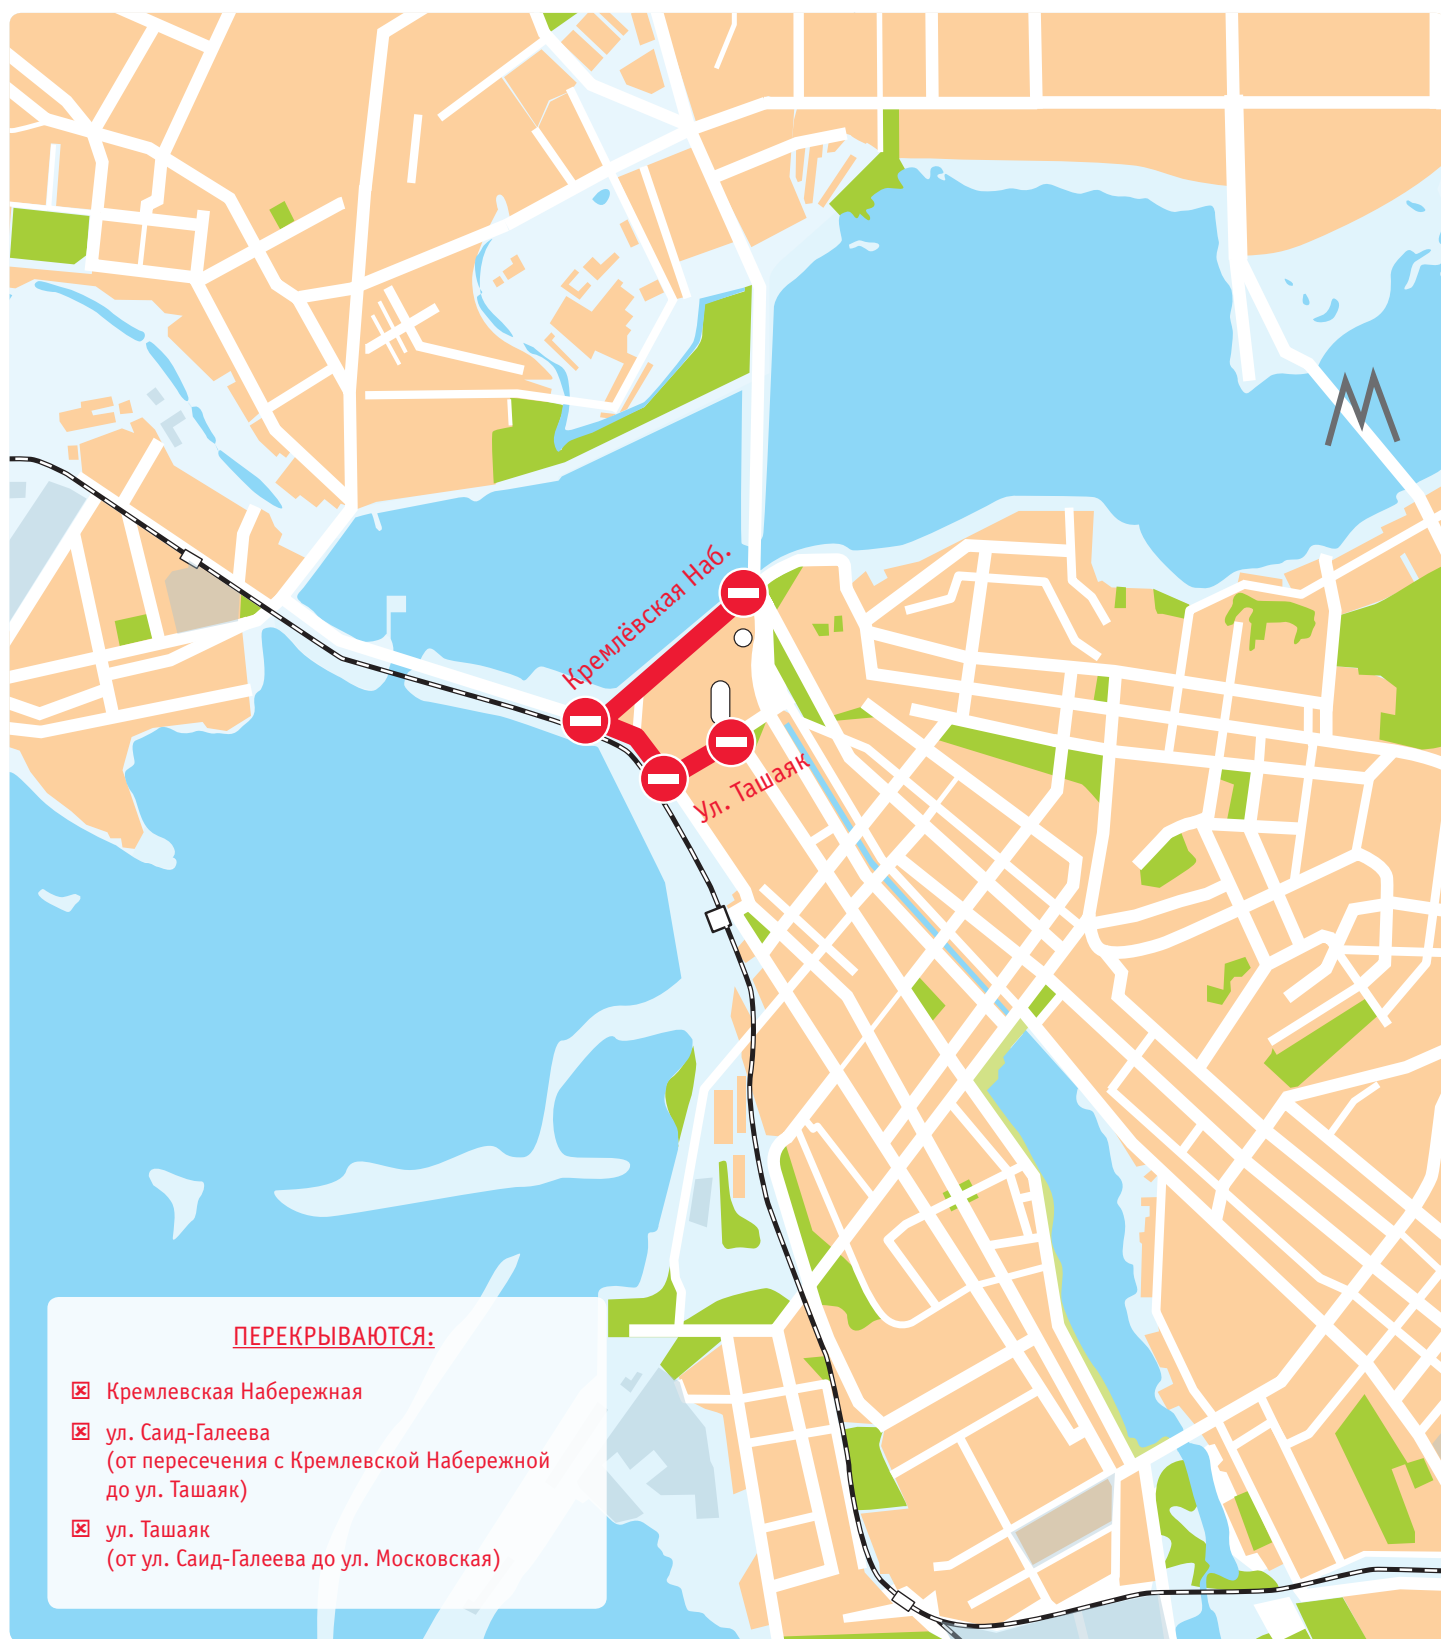 Кремлёвская Наб.
Ул. Ташаяк
ПЕРЕКРЫВАЮТСЯ:
Кремлевская Набережная
ул. Саид-Галеева
(от пересечения с Кремлевской Набережной
до ул. Ташаяк)
ул. Ташаяк
(от ул. Саид-Галеева до ул. Московская)